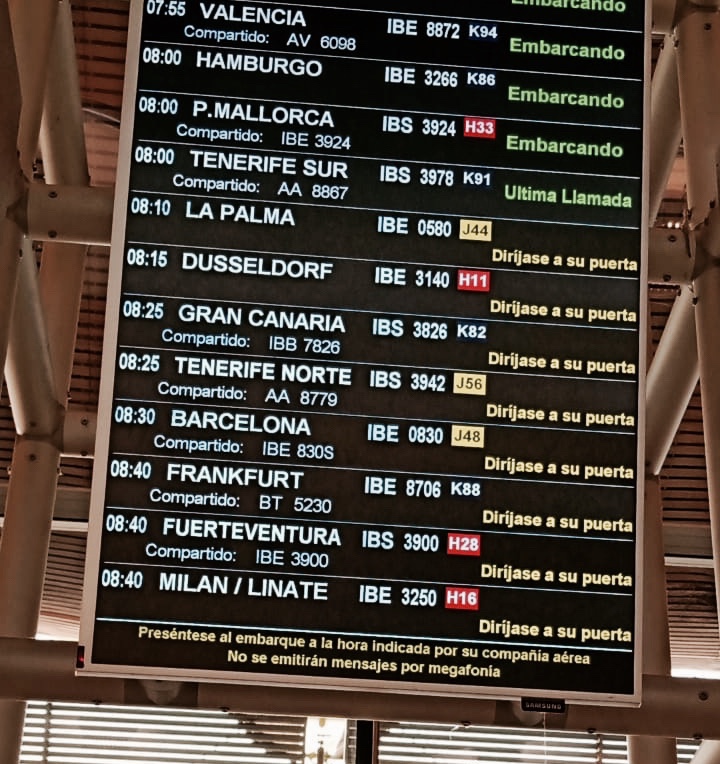 Embarcando
07:55 VALENCIA IBE 8872 K94 Embarcando
Compartido: AV 6098
08:00 HAMBURGO IBE 3266 K86 Embarcando
08:00 P.MALLORCA IBS 3924 H33 Embarcando
Compartido: IBE 3924
08:00 TENERIFE SUR IBS 3978 K91 Ultima Llamada
Compartido: AA 8867
08:10 LA PALMA IBE 0580 J44 Diríjase a su puerta
08:15 DUSSELDORF IBE 3140 H11 Diríjase a su puerta
08:25 GRAN CANARIA IBS 3826 K82 Diríjase a su puerta
Compartido: IBB 7826
08:25 TENERIFE NORTE IBS 3942 J56 Diríjase a su puerta
Compartido: AA 8779
08:30 BARCELONA IBE 0830 J48 Diríjase a su puerta
Compartido: IBE 830S
08:40 FRANKFURT IBE 8706 K88 Diríjase a su puerta
Compartido: BT 5230
08:40 FUERTEVENTURA IBS 3900 H28 Diríjase a su puerta
Compartido: IBE 3900
08:40 MILAN / LINATE IBE 3250 H16 Diríjase a su puerta
Preséntese al embarque a la hora indicada por su compañia aérea
No se emitirán mensajes por megafonía
SAMSUNG